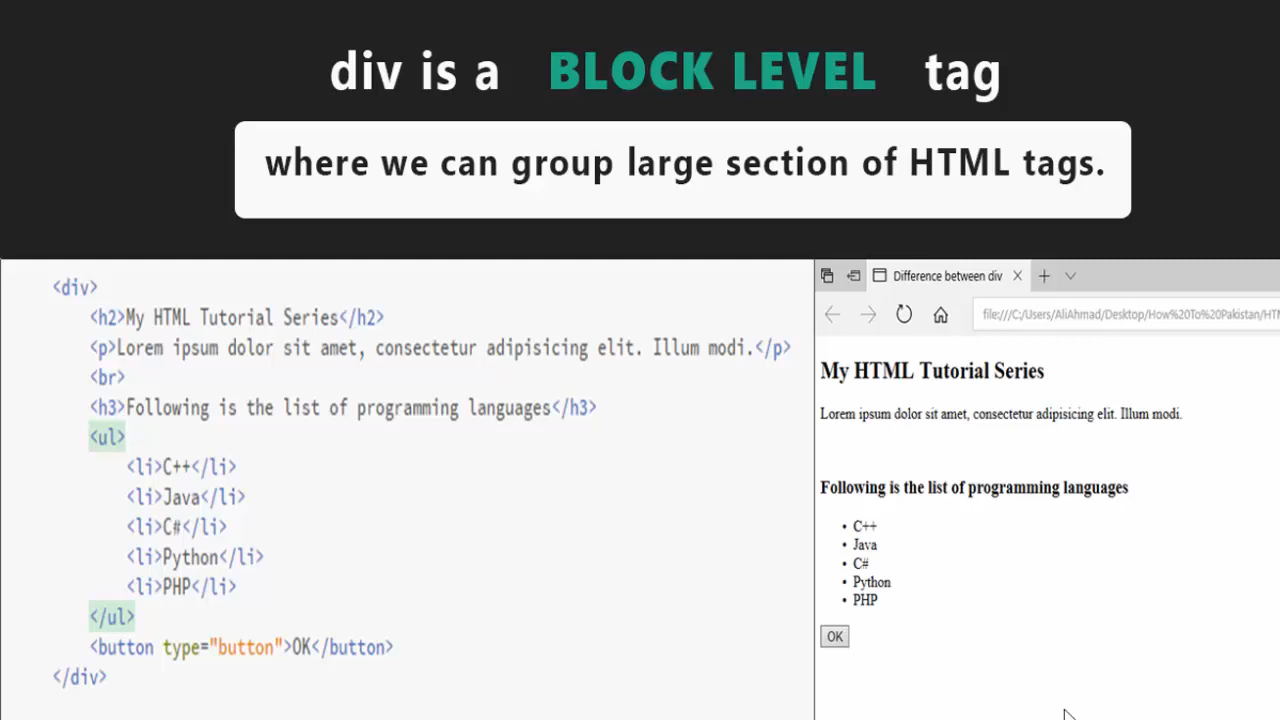 div is a BLOCK LEVEL tag
where we can group large section of HTML tags.
<div>
<h2>My HTML Tutorial Series</h2>
<p>Lorem ipsum dolor sit amet, consectetur adipisicing elit. Illum modi.</p>
<br>
<h3>Following is the list of programming languages</h3>
<ul>
<li>C++</li>
<li>Java</li>
<li>C#</li>
<li>Python</li>
<li>PHP</li>
</ul>
<button type="button">OK</button>
</div>
Difference between div
file:///C:/Users/AliAhmad/Desktop/How%20To%20Pakistan/HTM
My HTML Tutorial Series
Lorem ipsum dolor sit amet, consectetur adipisicing elit. Illum modi.
Following is the list of programming languages
• C++
• Java
• C#
• Python
• PHP
OK